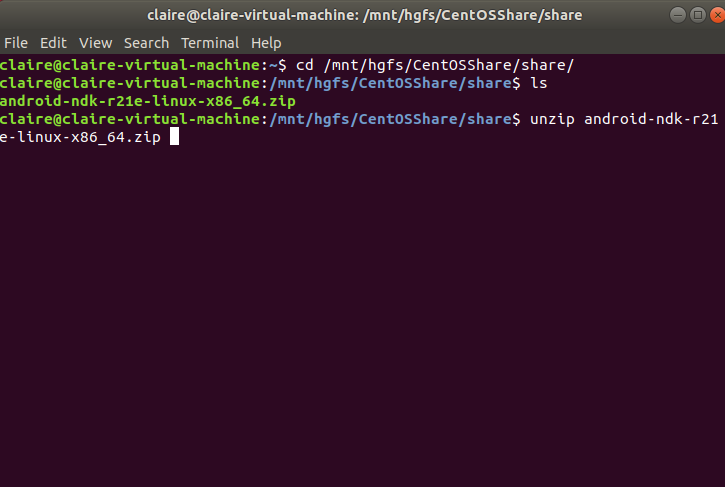 claire@claire-virtual-machine: /mnt/hgfs/CentOSShare/share
File Edit View Search Terminal Help
claire@claire-virtual-machine:~$ cd /mnt/hgfs/CentOSShare/share/
claire@claire-virtual-machine:/mnt/hgfs/CentOSShare/share$ ls
android-ndk-r21e-linux-x86_64.zip
claire@claire-virtual-machine:/mnt/hgfs/CentOSShare/share$ unzip android-ndk-r21
e-linux-x86_64.zip